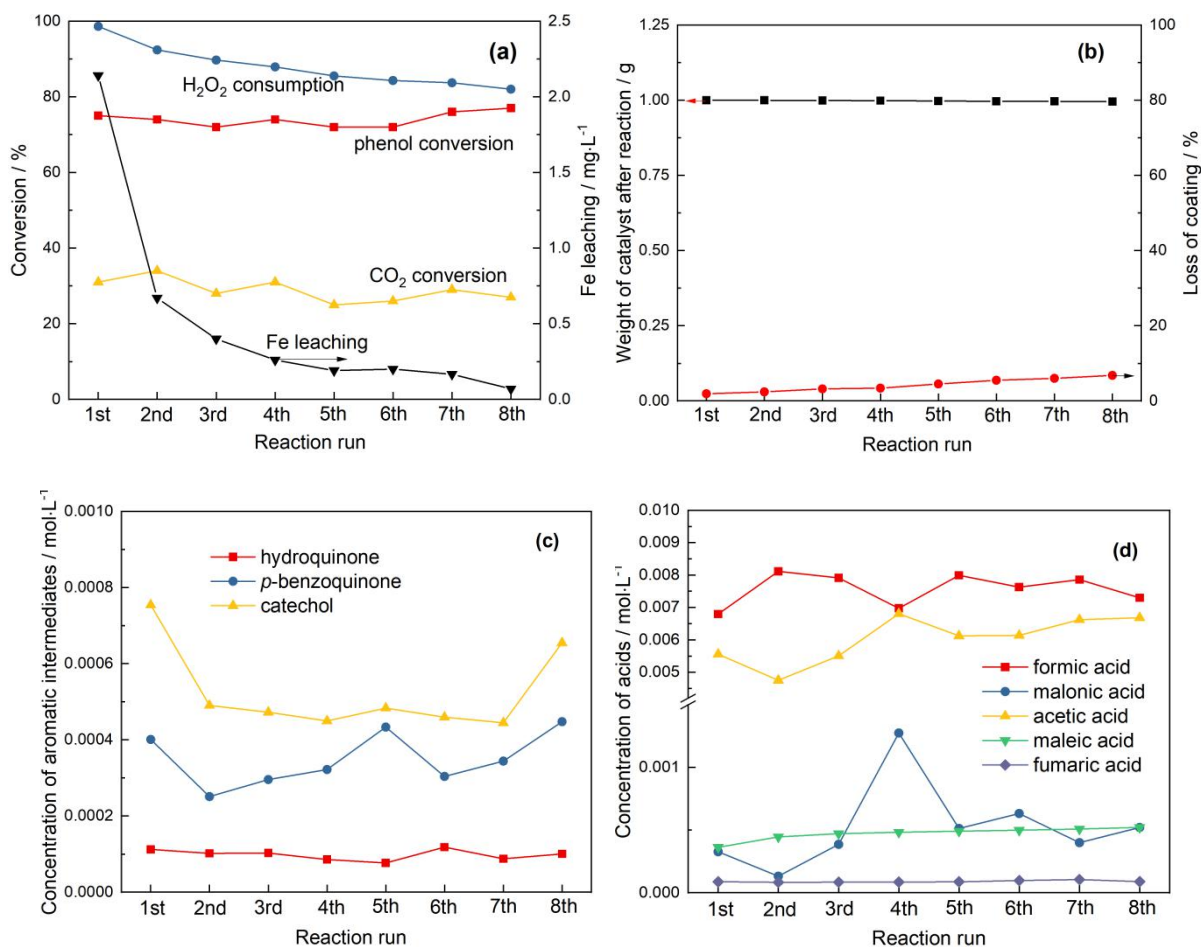 (a)
100
80
60
40
20
0
Conversion / %
2.5
2.0
1.5
1.0
0.5
0.0
Fe leaching / mg·L⁻¹
H₂O₂ consumption
phenol conversion
CO₂ conversion
Fe leaching
1st 2nd 3rd 4th 5th 6th 7th 8th
Reaction run
(b)
1.25
1.00
0.75
0.50
0.25
0.00
Weight of catalyst after reaction / g
100
80
60
40
20
0
Loss of coating / %
1st 2nd 3rd 4th 5th 6th 7th 8th
Reaction run
(c)
0.0010
0.0008
0.0006
0.0004
0.0002
0.0000
Concentration of aromatic intermediates / mol·L⁻¹
hydroquinone
p-benzoquinone
catechol
1st 2nd 3rd 4th 5th 6th 7th 8th
Reaction run
(d)
0.010
0.009
0.008
0.007
0.006
0.005
0.001
0.000
Concentration of acids / mol·L⁻¹
formic acid
malonic acid
acetic acid
maleic acid
fumaric acid
1st 2nd 3rd 4th 5th 6th 7th 8th
Reaction run